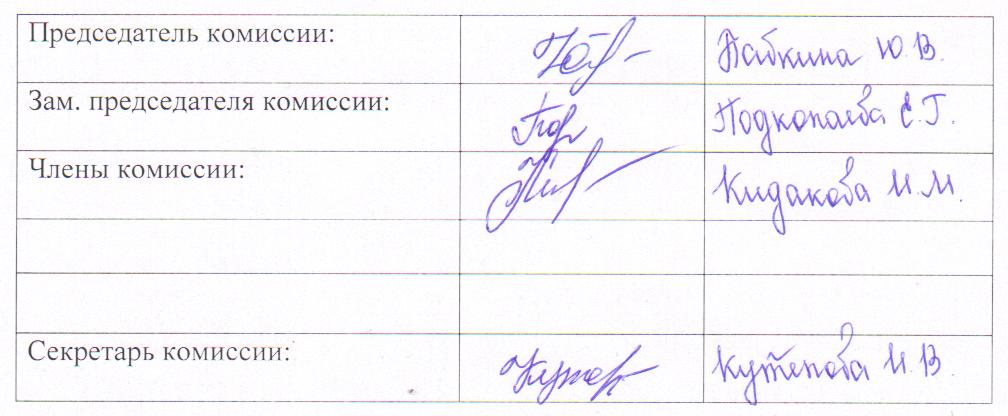 Председатель комиссии: Бабкина Ю.В.
Зам. председателя комиссии: Подкопаева Е.Г.
Члены комиссии: Кидакова И.М.
Секретарь комиссии: Кутепова И.В